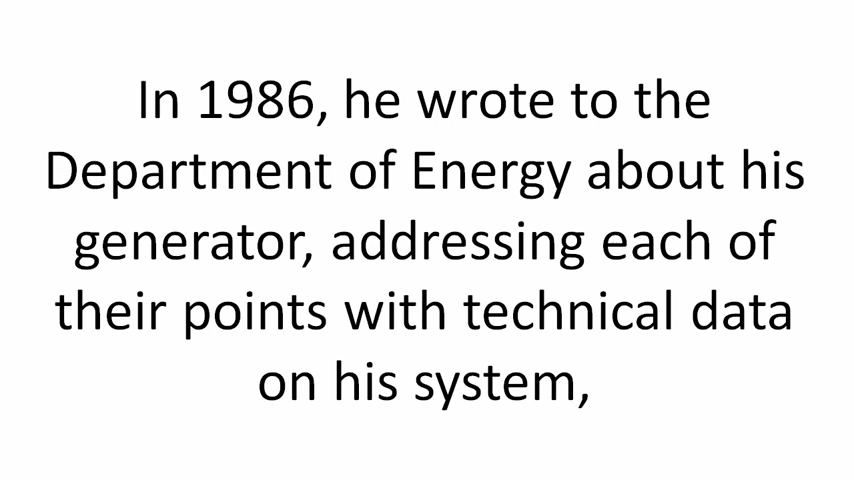 In 1986, he wrote to the
Department of Energy about his
generator, addressing each of
their points with technical data
on his system,